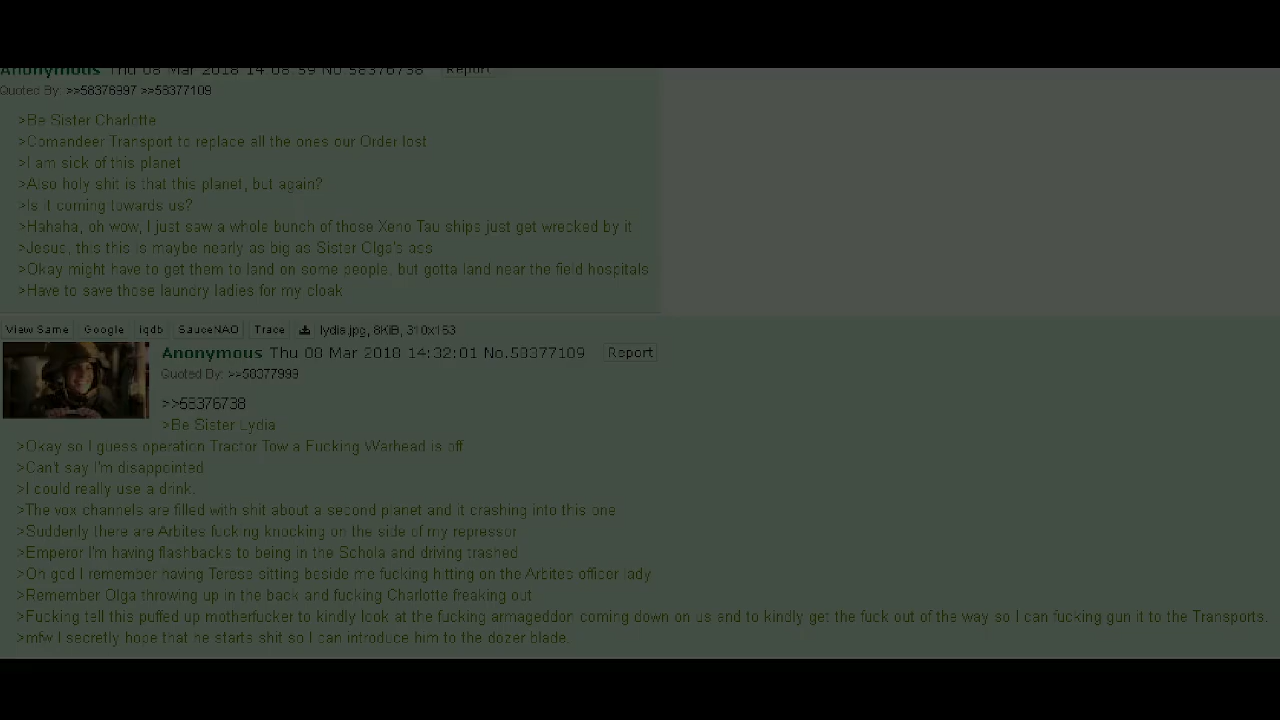 Anonymous Thu 08 Mar 2018 14:08:59 No.58376738 Report
Quoted By: >>58376997 >>58377109
>Be Sister Charlotte
>Comandeer Transport to replace all the ones our Order lost
>I am sick of this planet
>Also holy shit is that this planet, but again?
>Is it coming towards us?
>Hahaha, oh wow, I just saw a whole bunch of those Xeno Tau ships just get wrecked by it
>Jesus, this this is maybe nearly as big as Sister Olga's ass
>Okay might have to get them to land on some people, but gotta land near the field hospitals
>Have to save those laundry ladies for my cloak
View Same Google iqdb SauceNAO Trace lydia.jpg, 8KiB, 310x163
Anonymous Thu 08 Mar 2018 14:32:01 No.58377109 Report
Quoted By: >>58377999
>>58376738
>Be Sister Lydia
>Okay so I guess operation Tractor Tow a Fucking Warhead is off
>Can't say I'm disappointed
>I could really use a drink.
>The vox channels are filled with shit about a second planet and it crashing into this one
>Suddenly there are Arbites fucking knocking on the side of my repressor
>Emperor I'm having flashbacks to being in the Schola and driving trashed
>Oh god I remember having Terese sitting beside me fucking hitting on the Arbites officer lady
>Remember Olga throwing up in the back and fucking Charlotte freaking out
>Fucking tell this puffed up motherfucker to kindly look at the fucking armageddon coming down on us and to kindly get the fuck out of the way so I can fucking gun it to the Transports.
>mfw I secretly hope that he starts shit so I can introduce him to the dozer blade.